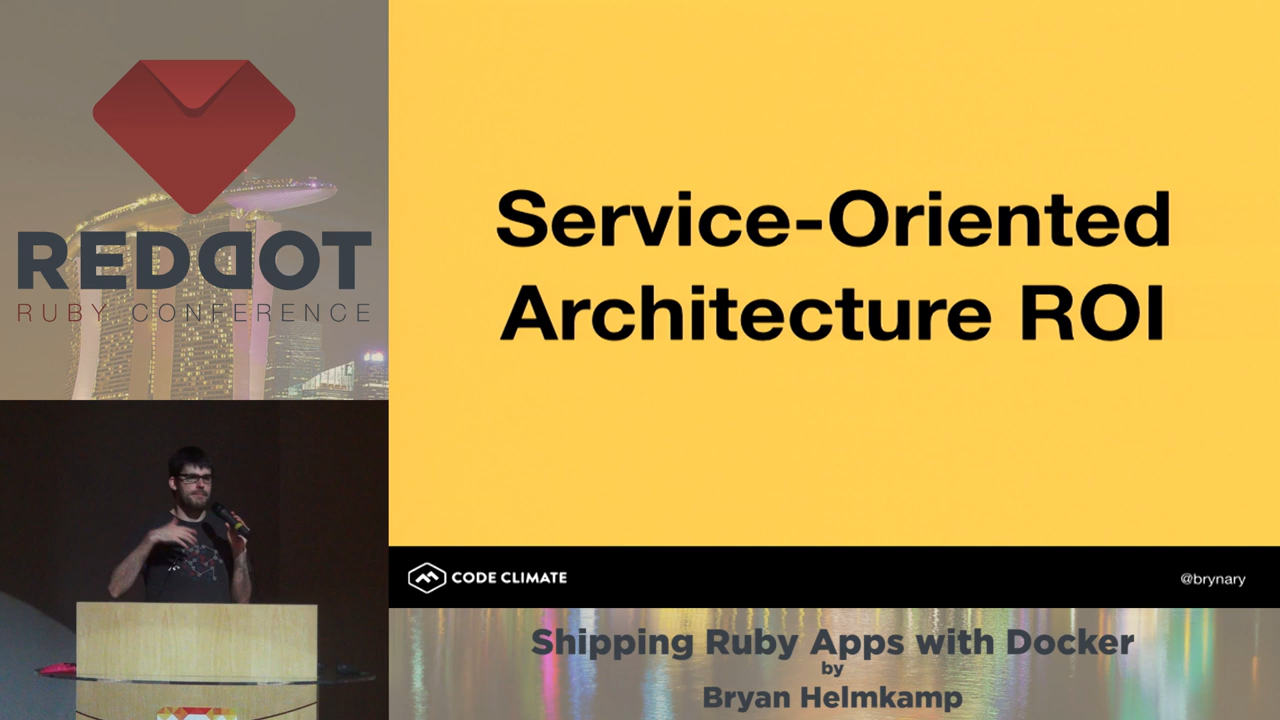 REDDOT
RUBY CONFERENCE
Service-Oriented
Architecture ROI
CODE CLIMATE
@brynary
Shipping Ruby Apps with Docker
by
Bryan Helmkamp